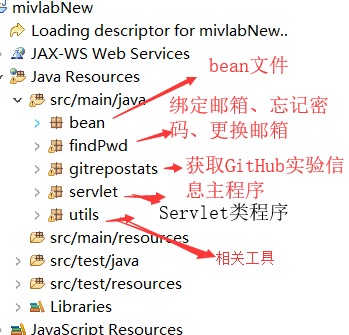 mivlabNew
Loading descriptor for mivlabNew..
JAX-WS Web Services
Java Resources
src/main/java
bean
findPwd
gitrepostats
servlet
utils
src/main/resources
src/test/java
src/test/resources
Libraries
JavaScript Resources
bean文件
绑定邮箱、忘记密
码、更换邮箱
获取GitHub实验信
息主程序
Servlet类程序
相关工具